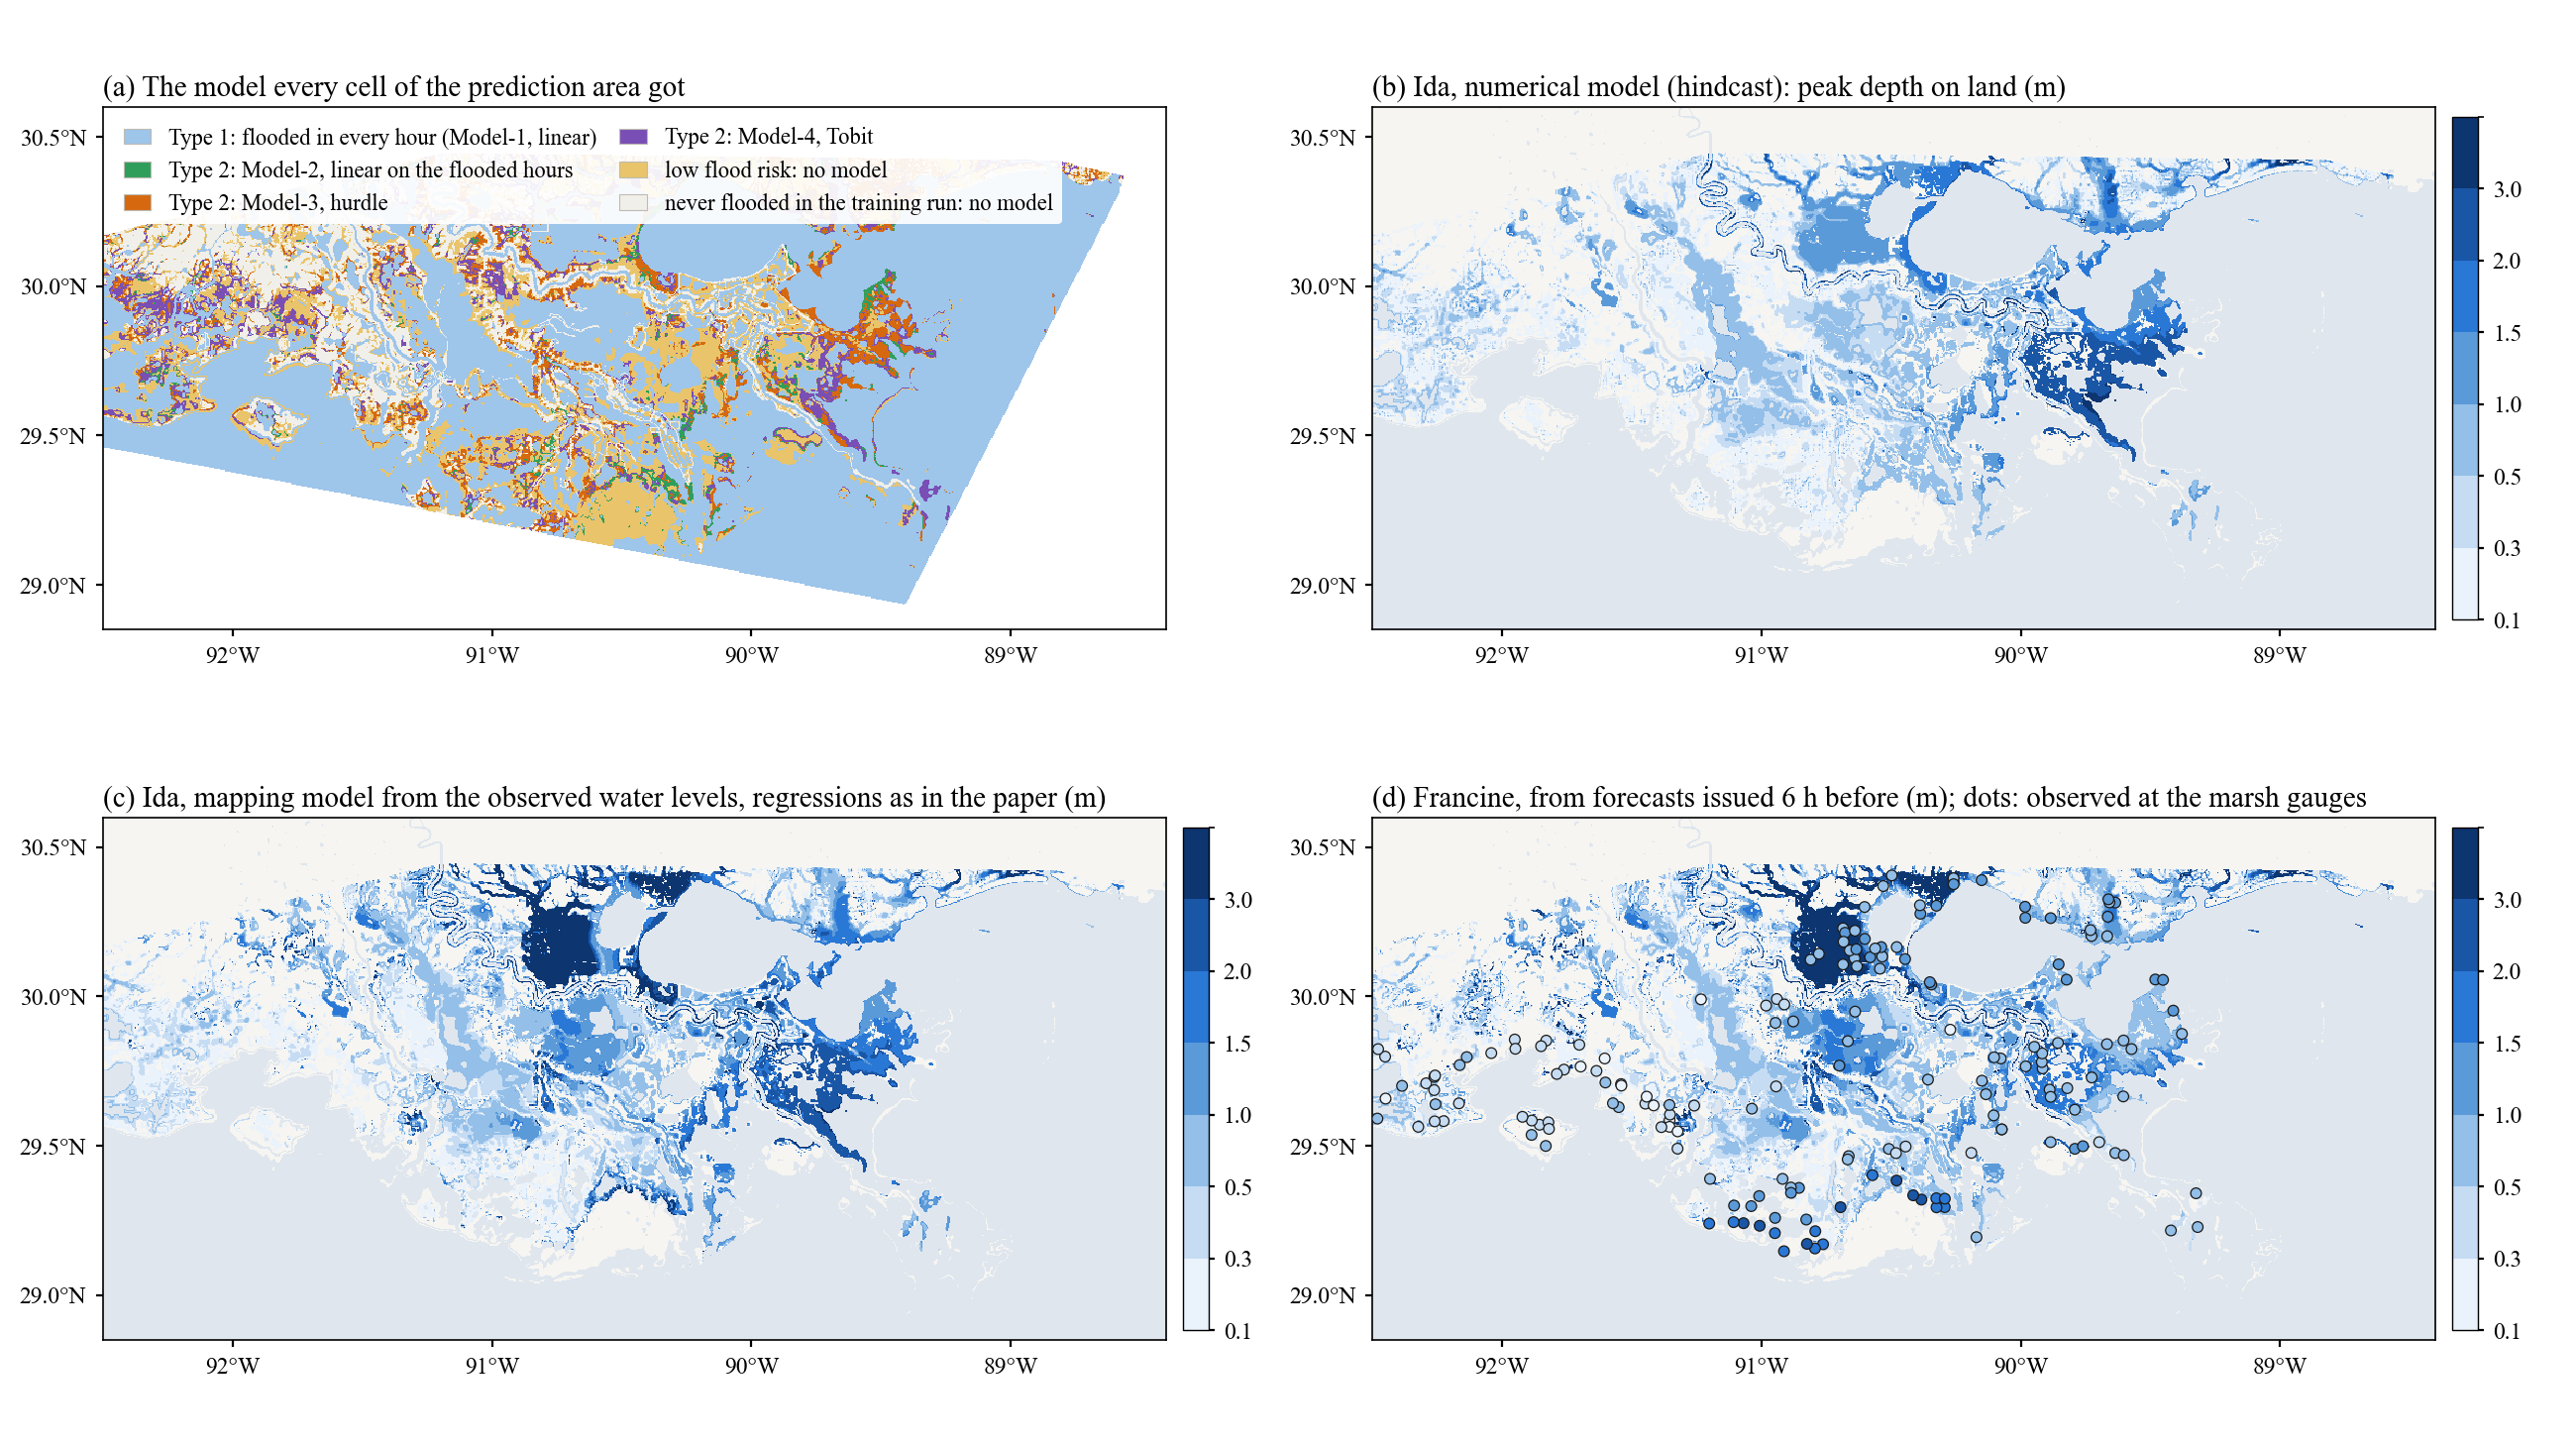 (a) The model every cell of the prediction area got
Type 1: flooded in every hour (Model-1, linear)
Type 2: Model-2, linear on the flooded hours
Type 2: Model-3, hurdle
Type 2: Model-4, Tobit
low flood risk: no model
never flooded in the training run: no model
30.5°N
30.0°N
29.5°N
29.0°N
92°W
91°W
90°W
89°W
(b) Ida, numerical model (hindcast): peak depth on land (m)
30.5°N
30.0°N
29.5°N
29.0°N
92°W
91°W
90°W
89°W
3.0
2.0
1.5
1.0
0.5
0.3
0.1
(c) Ida, mapping model from the observed water levels, regressions as in the paper (m)
30.5°N
30.0°N
29.5°N
29.0°N
92°W
91°W
90°W
89°W
3.0
2.0
1.5
1.0
0.5
0.3
0.1
(d) Francine, from forecasts issued 6 h before (m); dots: observed at the marsh gauges
30.5°N
30.0°N
29.5°N
29.0°N
92°W
91°W
90°W
89°W
3.0
2.0
1.5
1.0
0.5
0.3
0.1